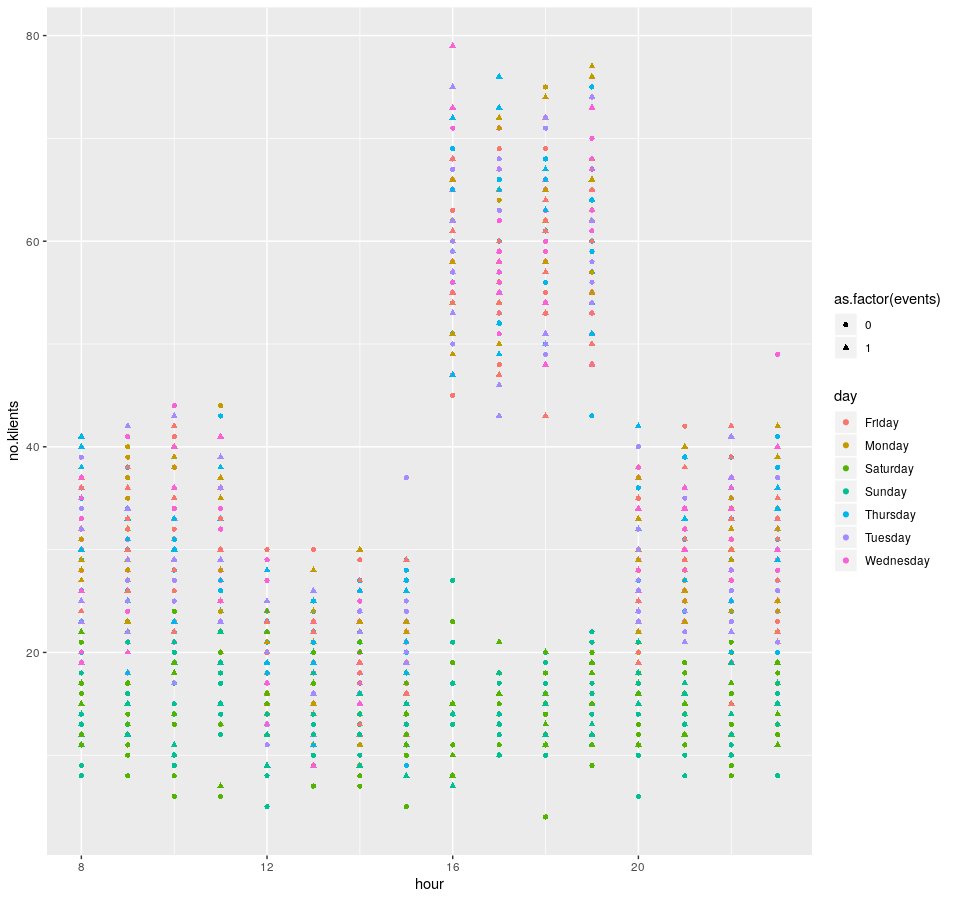 80
60
40
20
no.klients
8
12
16
20
hour
as.factor(events)
0
1
day
Friday
Monday
Saturday
Sunday
Thursday
Tuesday
Wednesday